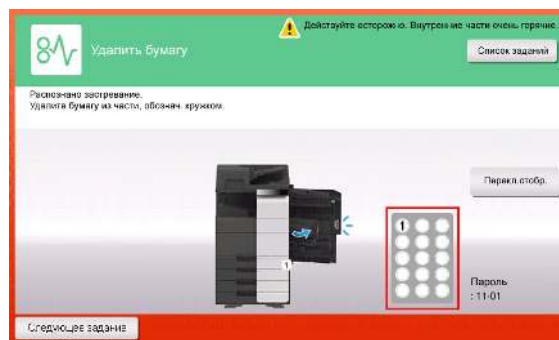 Действуйте осторожно. Внутренние части очень горячие.
Удалить бумагу
Список заданий
Распознано застревание.
Удалите бумагу из части, обознач. кружком.
Перекл.отобр.
1
1
Пароль
: 11-01
Следующее задание